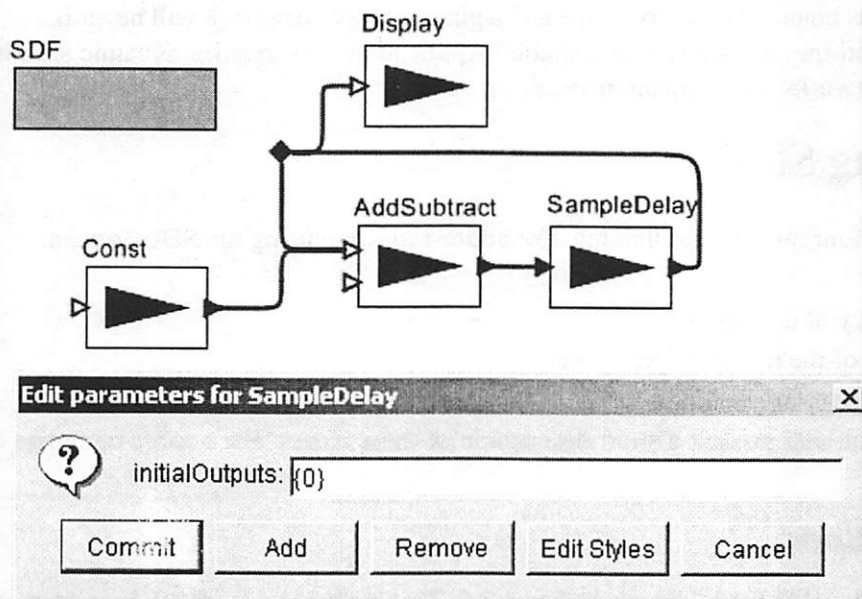 Display
SDF
AddSubtract
SampleDelay
Const
Edit parameters for SampleDelay
?
initialOutputs: {0}
Commit Add Remove Edit Styles Cancel